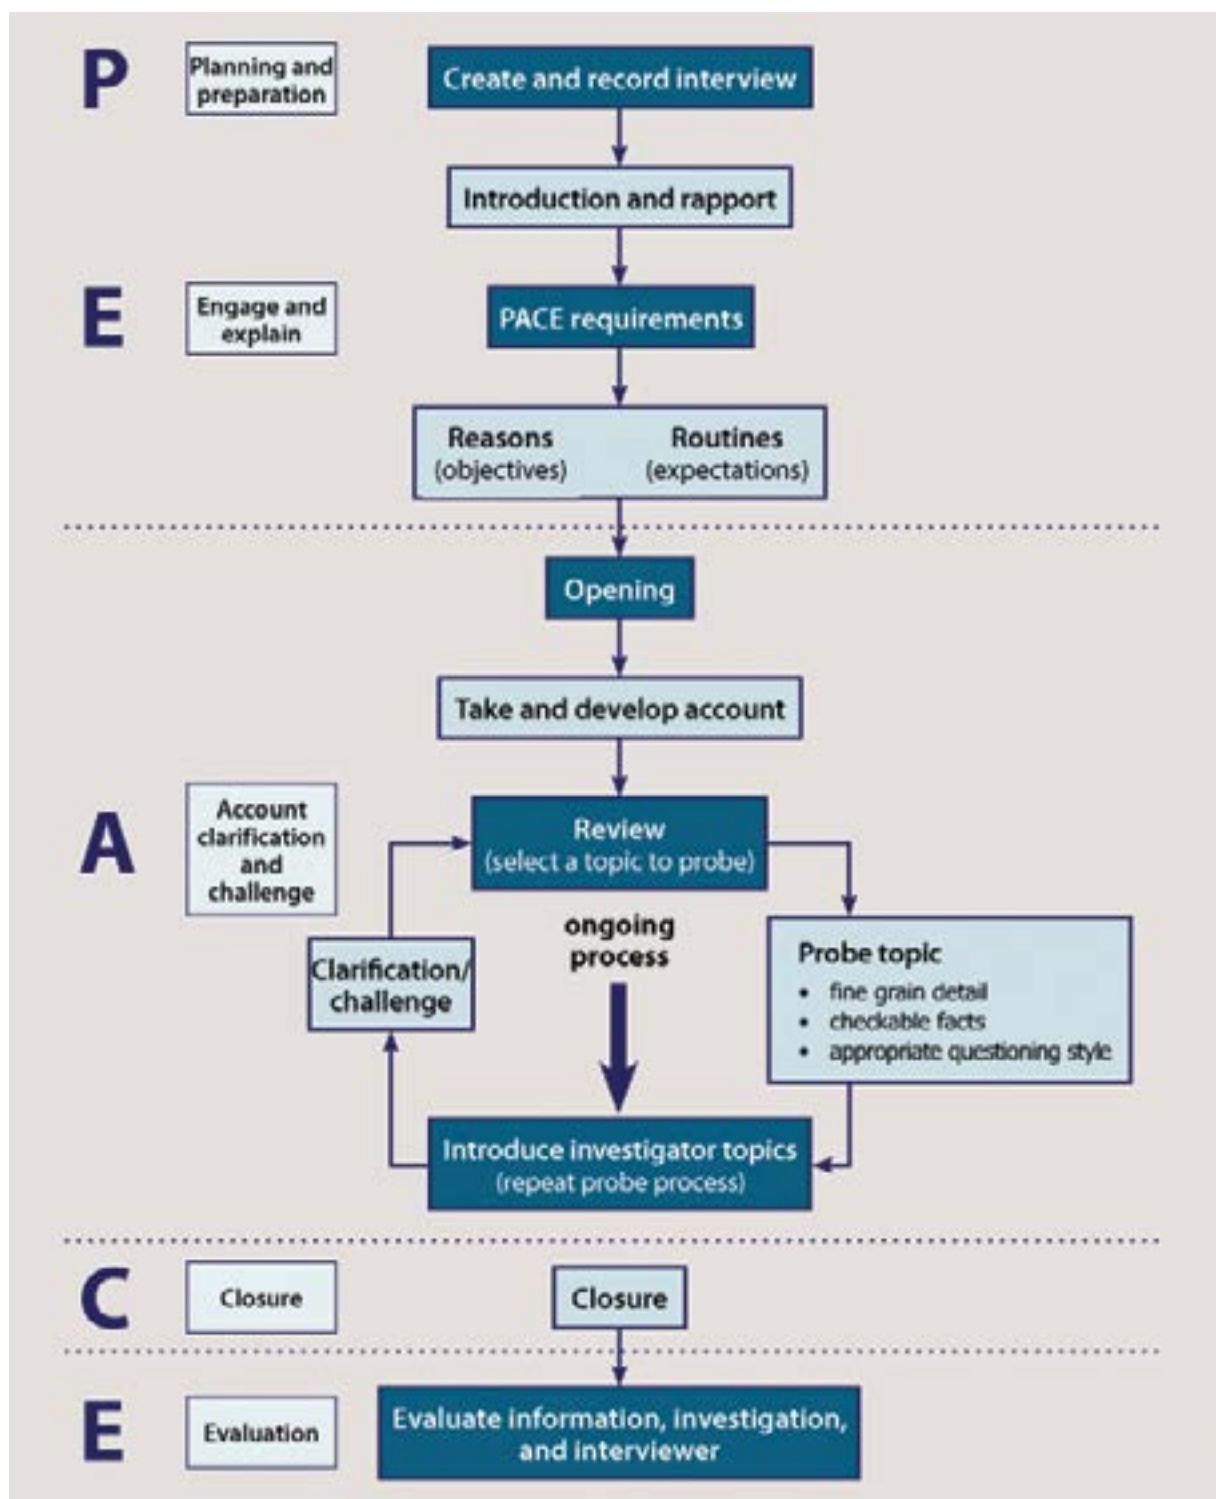 P
Planning and
preparation
Create and record interview
Introduction and rapport
E
Engage and
explain
PACE requirements
Reasons
(objectives)
Routines
(expectations)
Opening
Take and develop account
A
Account
clarification
and
challenge
Review
(select a topic to probe)
ongoing
process
Probe topic
• fine grain detail
• checkable facts
• appropriate questioning style
Clarification/
challenge
Introduce investigator topics
(repeat probe process)
C
Closure
Closure
E
Evaluation
Evaluate information, investigation,
and interviewer